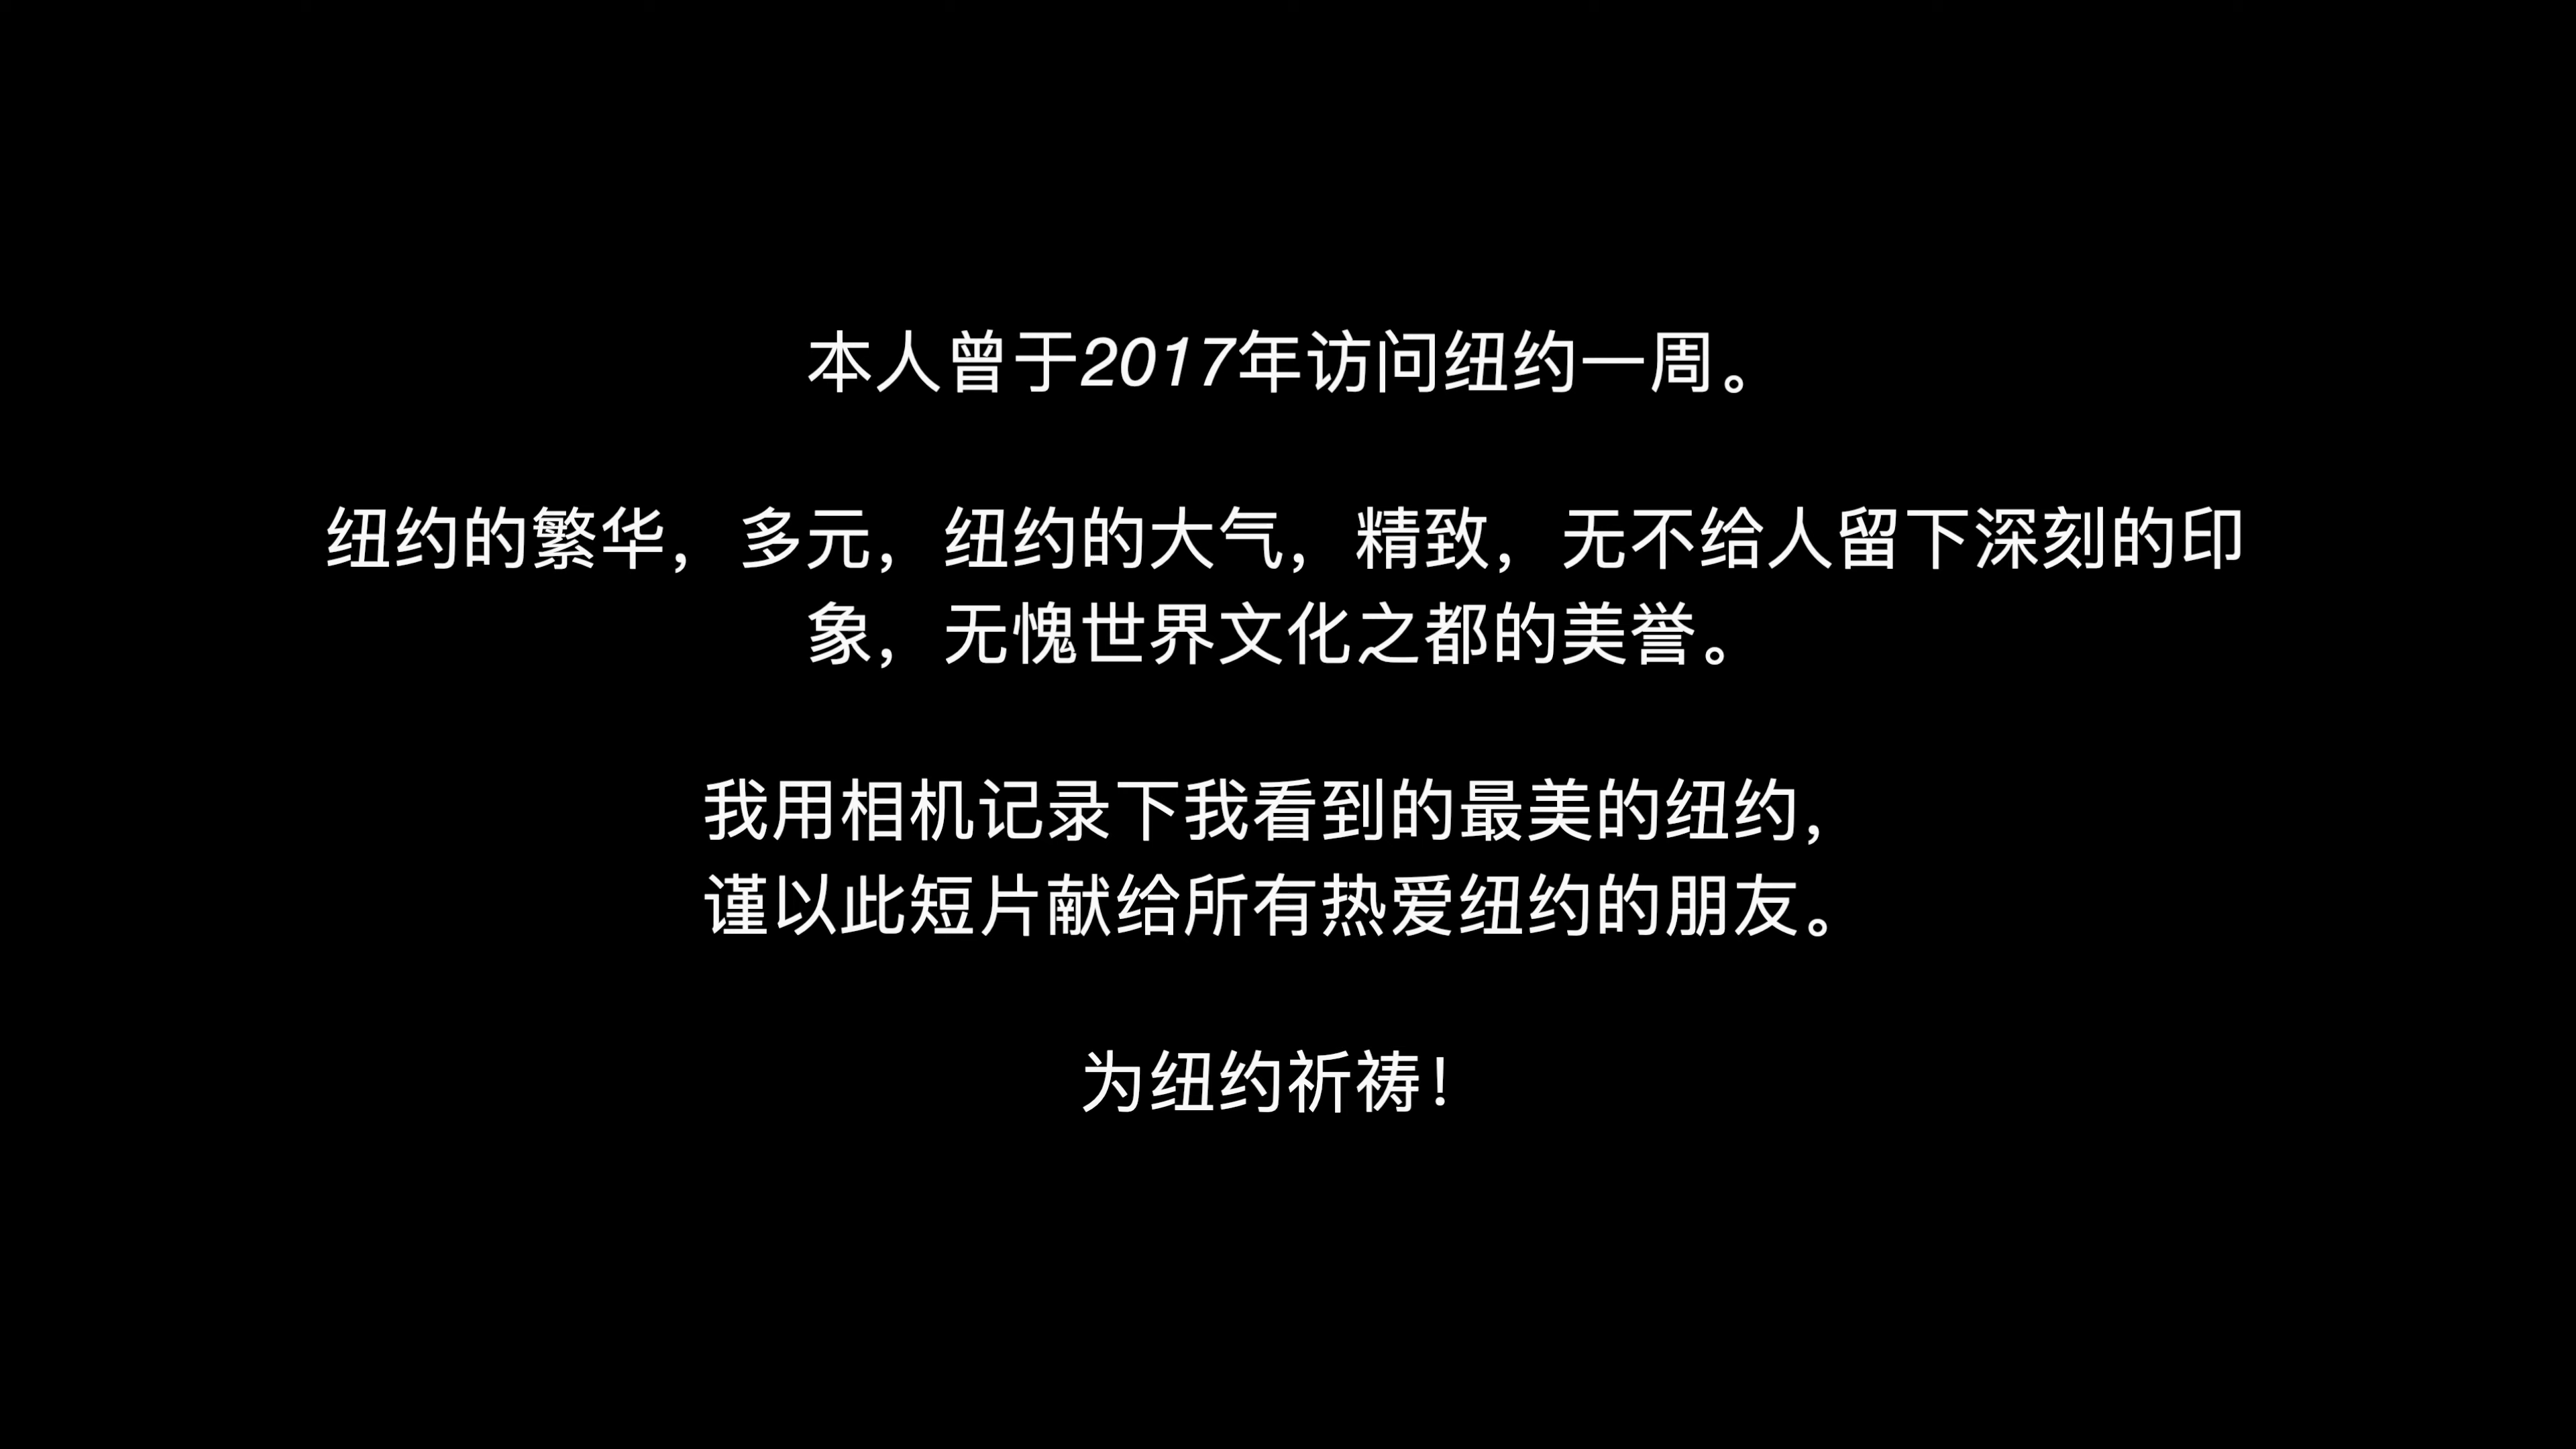 本人曾于2017年访问纽约一周。
纽约的繁华，多元，纽约的大气，精致，无不给人留下深刻的印
象，无愧世界文化之都的美誉。
我用相机记录下我看到的最美的纽约，
谨以此短片献给所有热爱纽约的朋友。
为纽约祈祷！